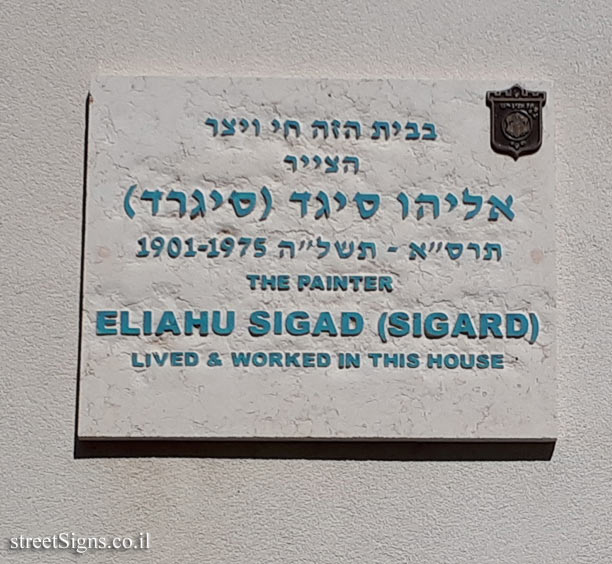 בבית הזה חי ויצר
הצייר
אליהו סיגד (סיגרד)
תרס״א - תשל״ה 1901-1975
THE PAINTER
ELIAHU SIGAD (SIGARD)
LIVED & WORKED IN THIS HOUSE
streetSigns.co.il